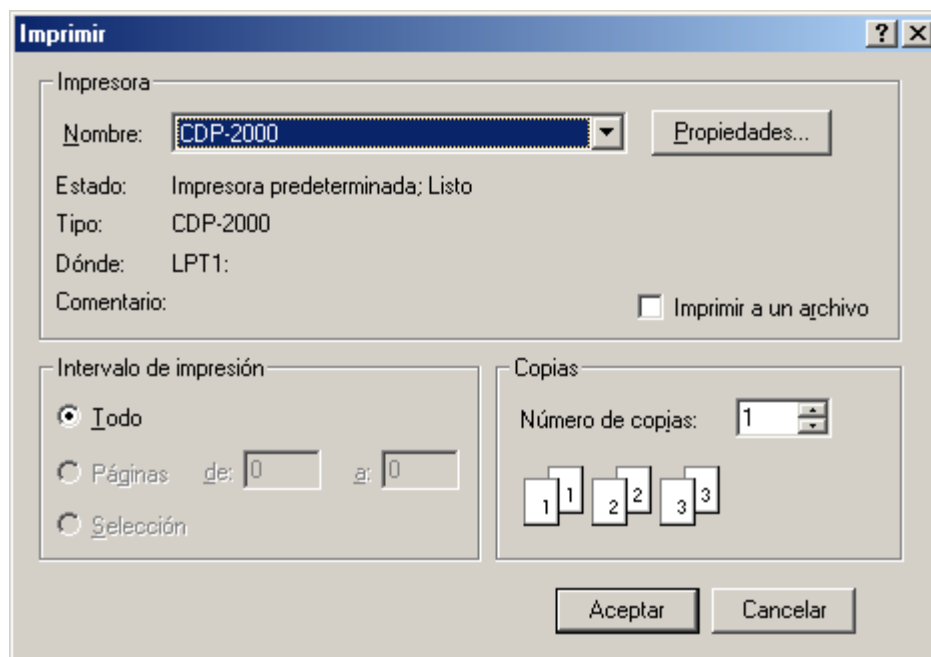 Imprimir
Impresora
Nombre: CDP-2000 Propiedades...
Estado: Impresora predeterminada; Listo
Tipo: CDP-2000
Dónde: LPT1:
Comentario: Imprimir a un archivo
Intervalo de impresión
Todo
Páginas de: 0 a: 0
Selección
Copias
Número de copias: 1
1 1 2 2 3 3
Aceptar Cancelar